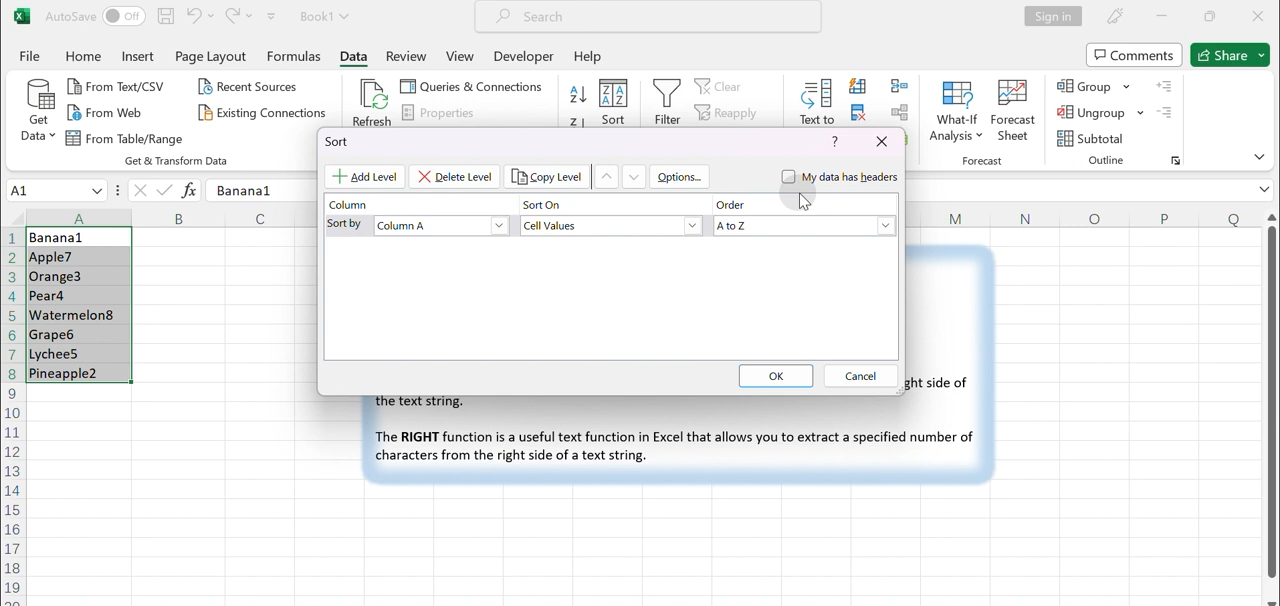 AutoSave Off Book1 Search Sign in
File Home Insert Page Layout Formulas Data Review View Developer Help Comments Share
From Text/CSV Recent Sources Queries & Connections Clear Group
Get Data From Web Existing Connections Refresh Properties Sort Filter Reapply Text to What-If Analysis Forecast Sheet Ungroup
From Table/Range Subtotal
Get & Transform Data Forecast Outline
Sort ?
Add Level Delete Level Copy Level Options... My data has headers
A1 fx Banana1
Column Sort On Order
Sort by Column A Cell Values A to Z
A B C M N O P Q
1 Banana1
2 Apple7
3 Orange3
4 Pear4
5 Watermelon8
6 Grape6
7 Lychee5
8 Pineapple2
OK Cancel
ght side of
the text string.
The RIGHT function is a useful text function in Excel that allows you to extract a specified number of
characters from the right side of a text string.
9
10
11
12
13
14
15
16
17
18
19